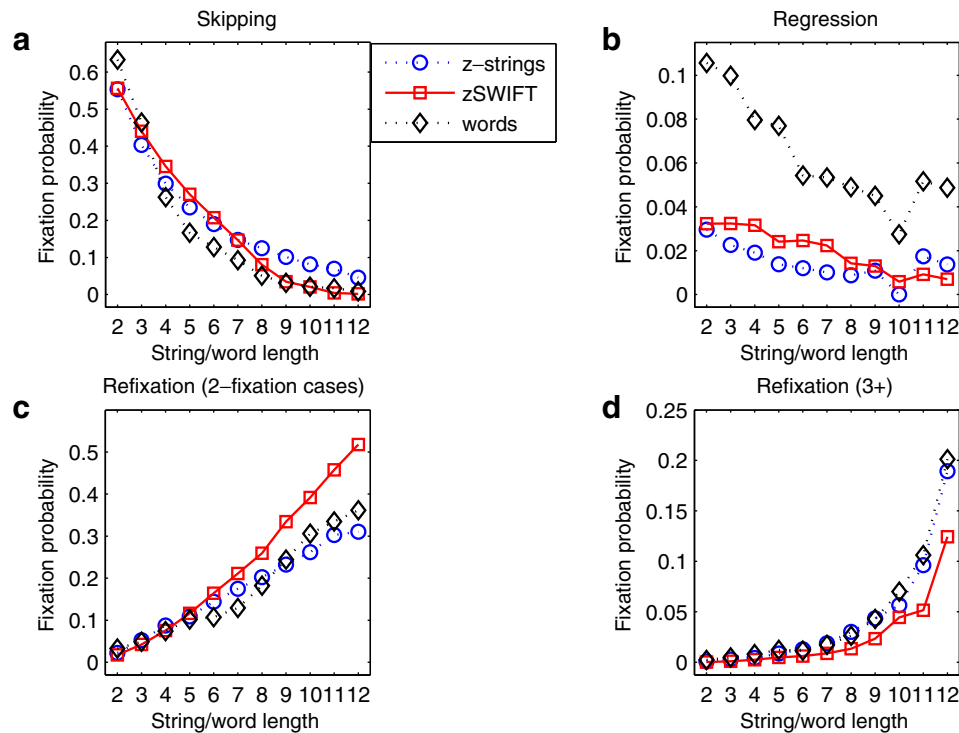 a
Skipping
Fixation probability
0.6
0.5
0.4
0.3
0.2
0.1
0
2 3 4 5 6 7 8 9 10 11 12
String/word length
z–strings
zSWIFT
words
b
Regression
Fixation probability
0.1
0.08
0.06
0.04
0.02
0
2 3 4 5 6 7 8 9 10 11 12
String/word length
c
Refixation (2–fixation cases)
Fixation probability
0.5
0.4
0.3
0.2
0.1
0
2 3 4 5 6 7 8 9 10 11 12
String/word length
d
Refixation (3+)
Fixation probability
0.25
0.2
0.15
0.1
0.05
0
2 3 4 5 6 7 8 9 10 11 12
String/word length